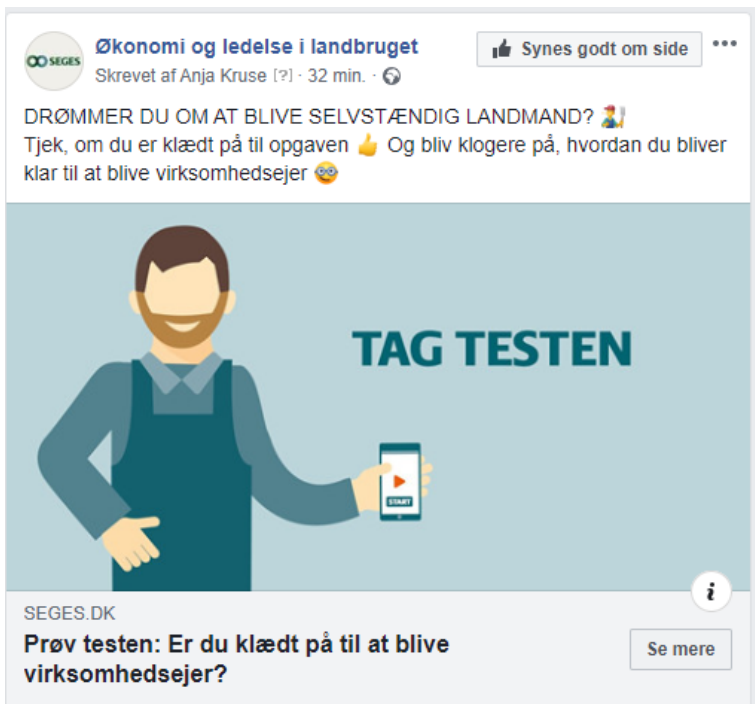 SEGES
Økonomi og ledelse i landbruget
Synes godt om side
Skrevet af Anja Kruse [?] · 32 min. ·
DRØMMER DU OM AT BLIVE SELVSTÆNDIG LANDMAND? 👨‍🌾
Tjek, om du er klædt på til opgaven 👍 Og bliv klogere på, hvordan du bliver
klar til at blive virksomhedsejer 🤓
TAG TESTEN
START
i
SEGES.DK
Prøv testen: Er du klædt på til at blive
virksomhedsejer?
Se mere